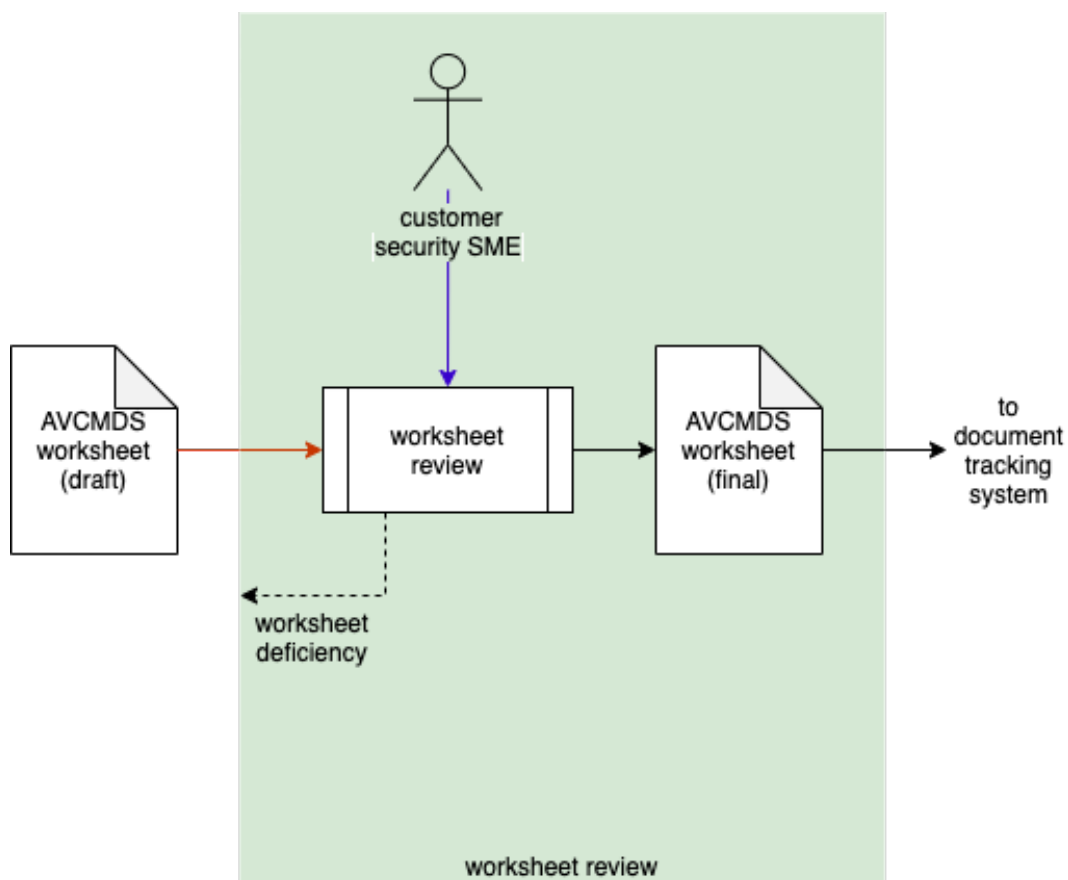 customer
security SME
AVCMDS
worksheet
(draft)
worksheet
review
AVCMDS
worksheet
(final)
to
document
tracking
system
worksheet
deficiency
worksheet review